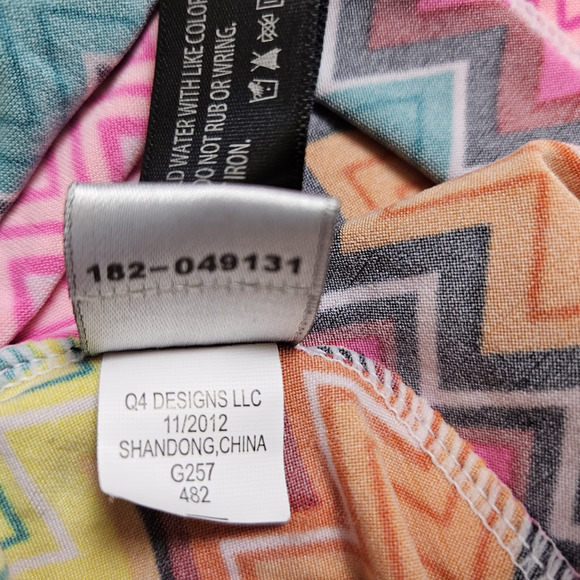 D WATER WITH LIKE COLOR
DO NOT RUB OR WRING.
IRON.
182-049131
Q4 DESIGNS LLC
11/2012
SHANDONG,CHINA
G257
482